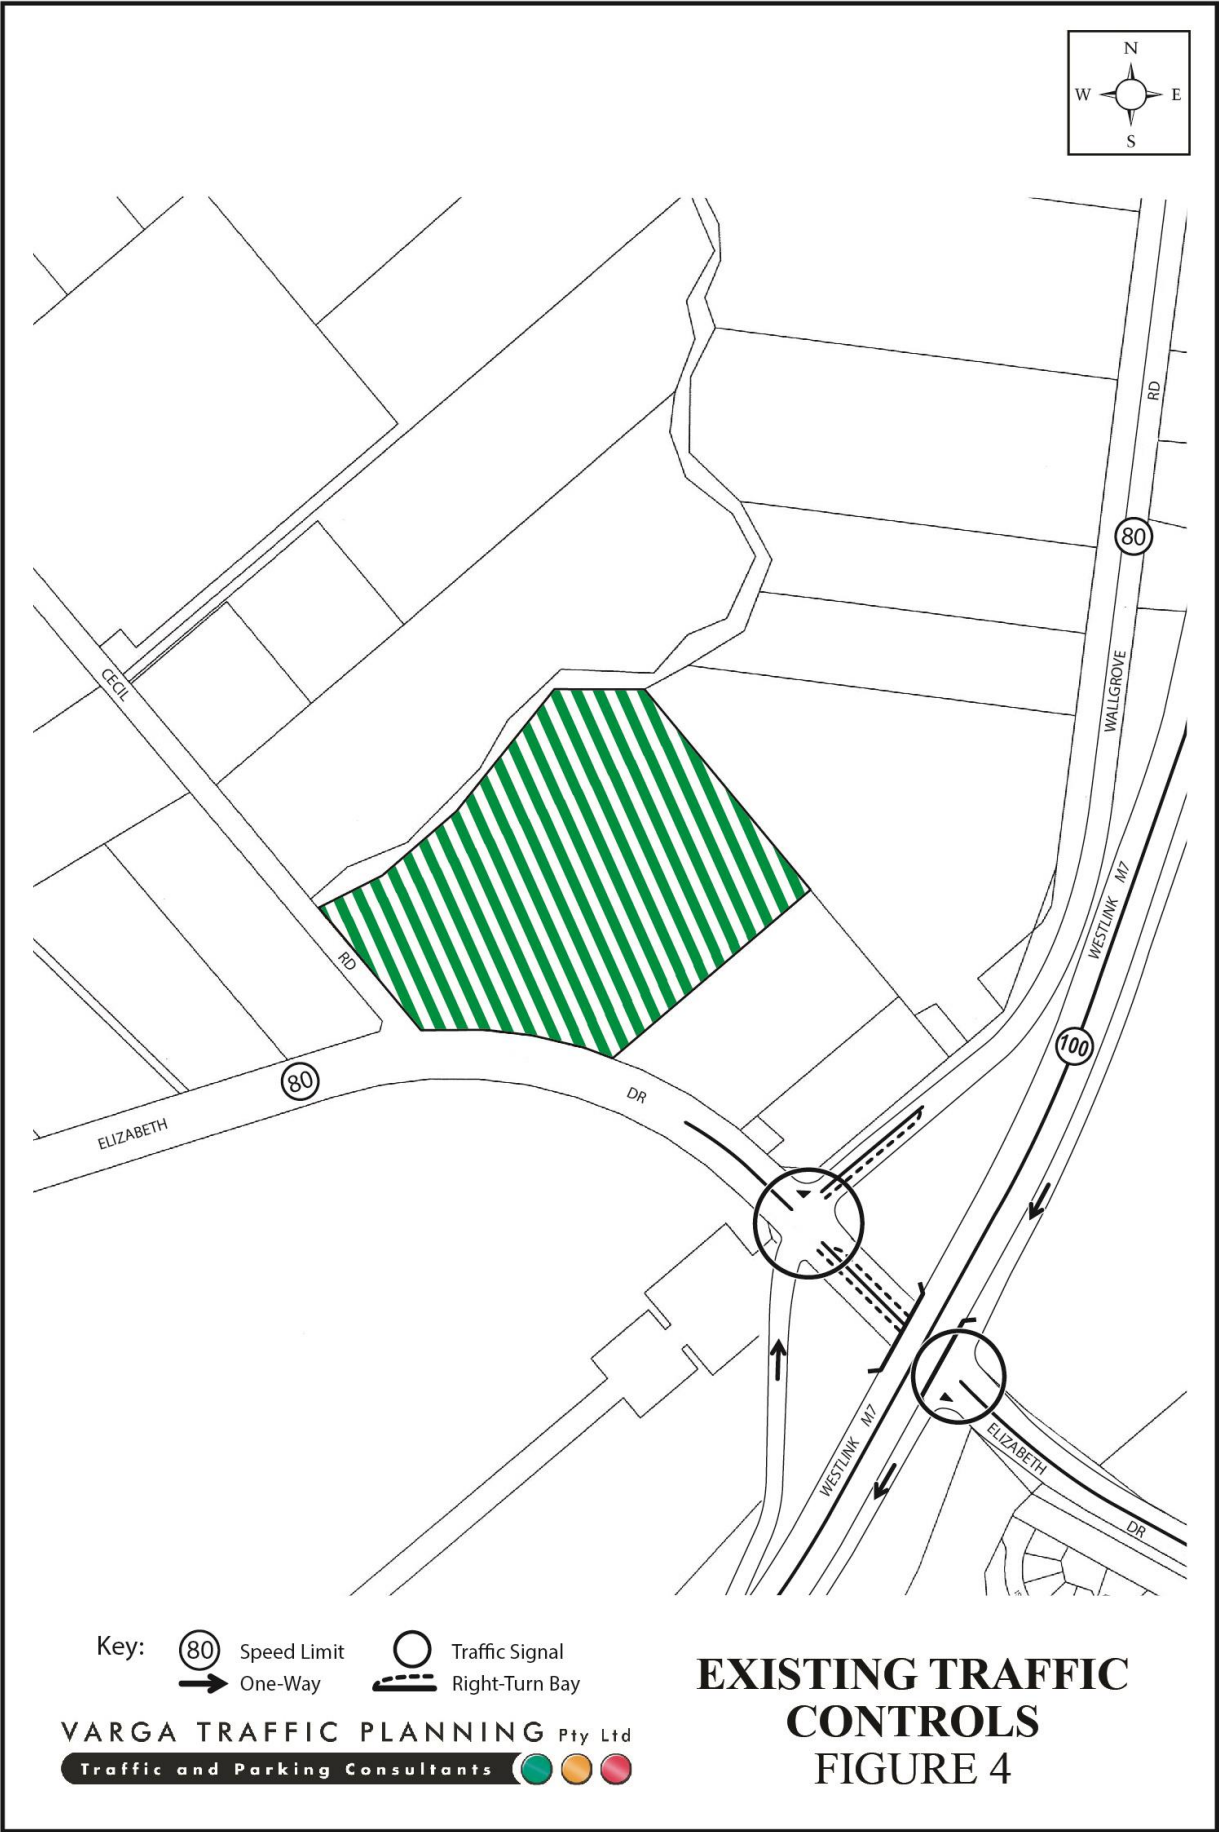 N
W E
S
RD
80
WALLGROVE
CECIL
WESTLINK M7
RD
100
80
DR
ELIZABETH
WESTLINK M7
ELIZABETH
DR
Key:
80 Speed Limit
Traffic Signal
One-Way
Right-Turn Bay
EXISTING TRAFFIC
CONTROLS
FIGURE 4
VARGA TRAFFIC PLANNING Pty Ltd
Traffic and Parking Consultants